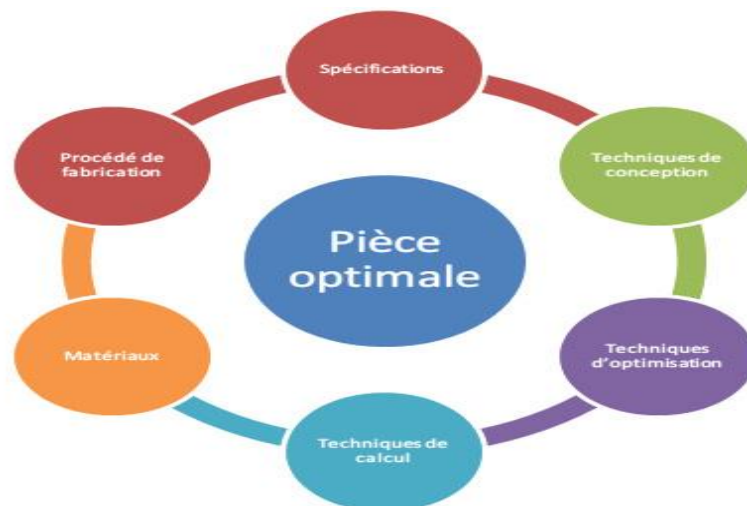 Spécifications
Procédé de
fabrication
Techniques de
conception
Pièce
optimale
Matériaux
Techniques
d'optimisation
Techniques de
calcul